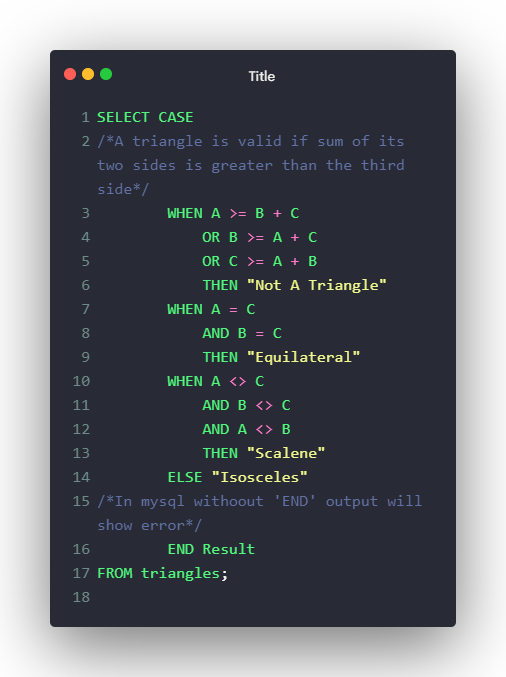 Title
1 SELECT CASE
2 /*A triangle is valid if sum of its
two sides is greater than the third
side*/
3 WHEN A >= B + C
4 OR B >= A + C
5 OR C >= A + B
6 THEN "Not A Triangle"
7 WHEN A = C
8 AND B = C
9 THEN "Equilateral"
10 WHEN A <> C
11 AND B <> C
12 AND A <> B
13 THEN "Scalene"
14 ELSE "Isosceles"
15 /*In mysql withoout 'END' output will
show error*/
16 END Result
17 FROM triangles;
18